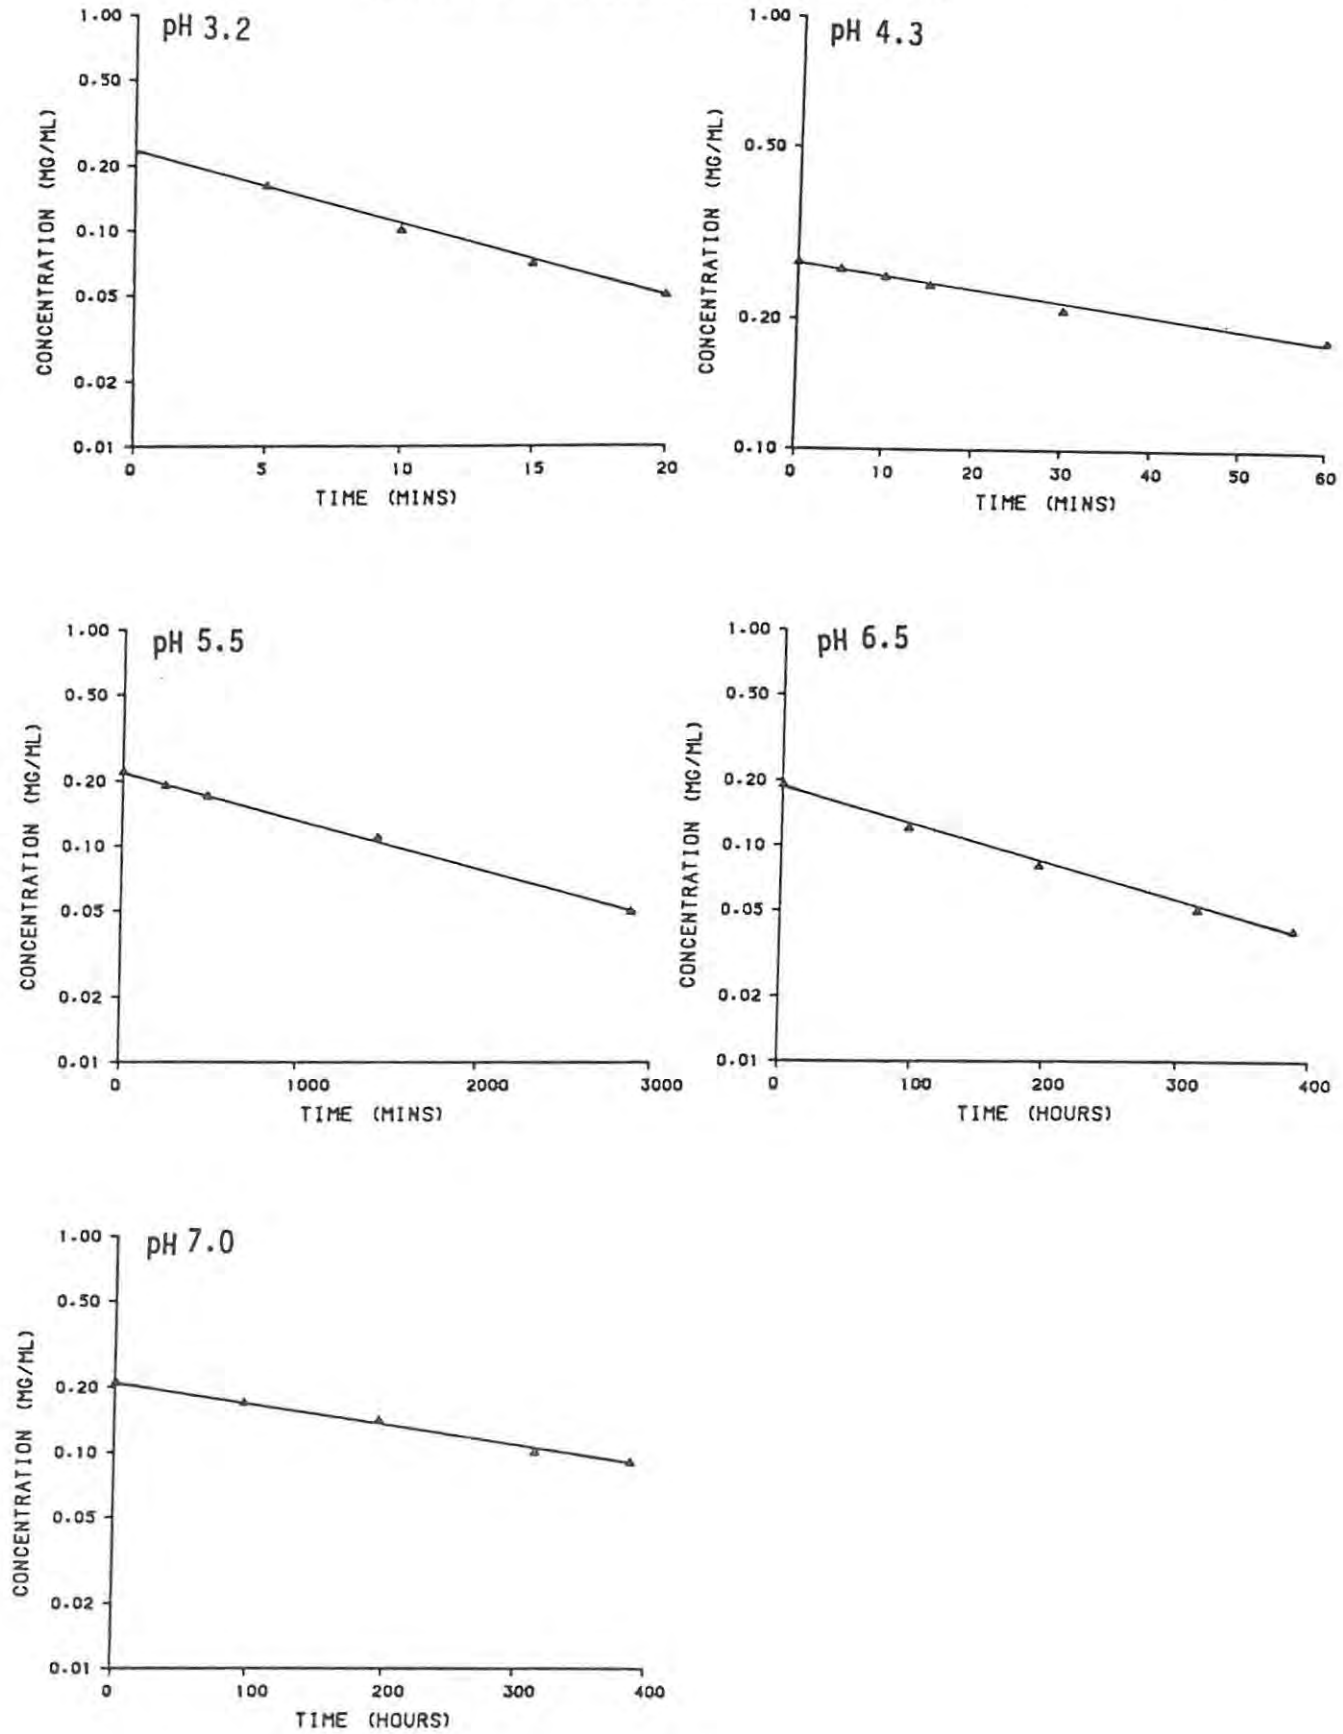 pH 3.2
1.00
0.50
0.20
0.10
0.05
0.02
0.01
CONCENTRATION (MG/ML)
0 5 10 15 20
TIME (MINS)
pH 4.3
1.00
0.50
0.20
0.10
CONCENTRATION (MG/ML)
0 10 20 30 40 50 60
TIME (MINS)
pH 5.5
1.00
0.50
0.20
0.10
0.05
0.02
0.01
CONCENTRATION (MG/ML)
0 1000 2000 3000
TIME (MINS)
pH 6.5
1.00
0.50
0.20
0.10
0.05
0.02
0.01
CONCENTRATION (MG/ML)
0 100 200 300 400
TIME (HOURS)
pH 7.0
1.00
0.50
0.20
0.10
0.05
0.02
0.01
CONCENTRATION (MG/ML)
0 100 200 300 400
TIME (HOURS)